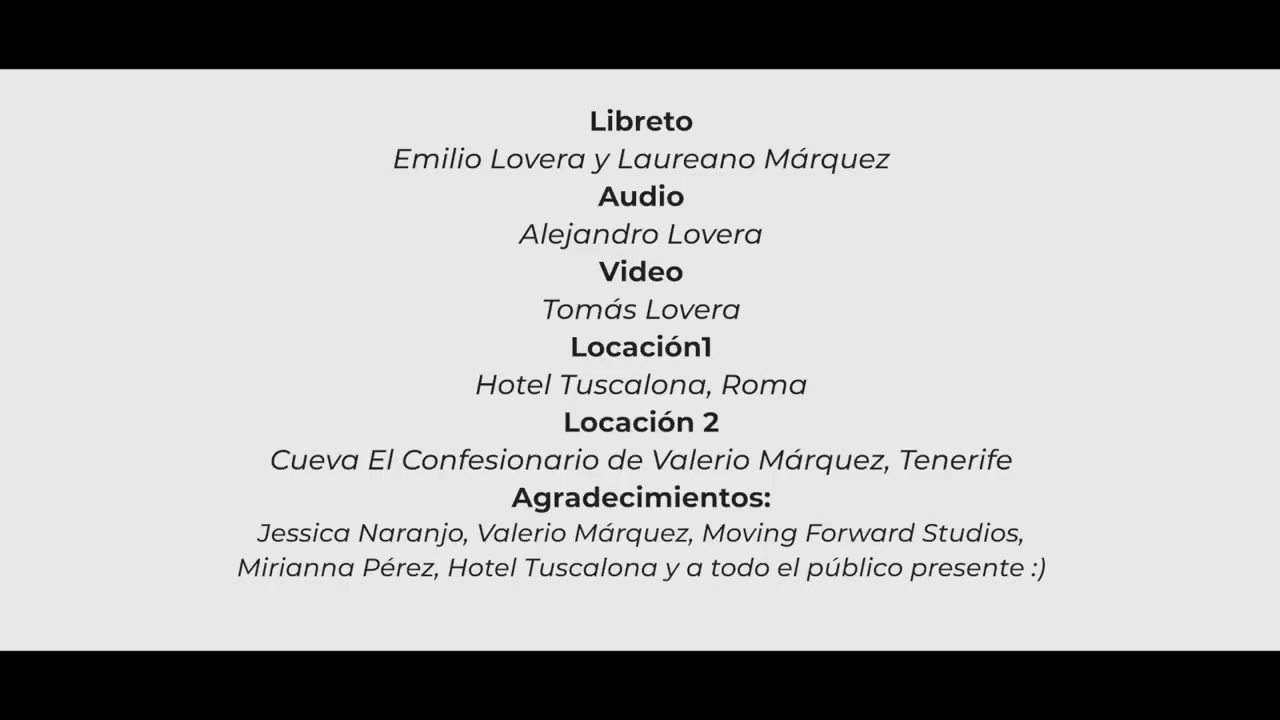 Libreto
Emilio Lovera y Laureano Márquez
Audio
Alejandro Lovera
Video
Tomás Lovera
Locación1
Hotel Tuscalona, Roma
Locación 2
Cueva El Confesionario de Valerio Márquez, Tenerife
Agradecimientos:
Jessica Naranjo, Valerio Márquez, Moving Forward Studios,
Mirianna Pérez, Hotel Tuscalona y a todo el público presente :)